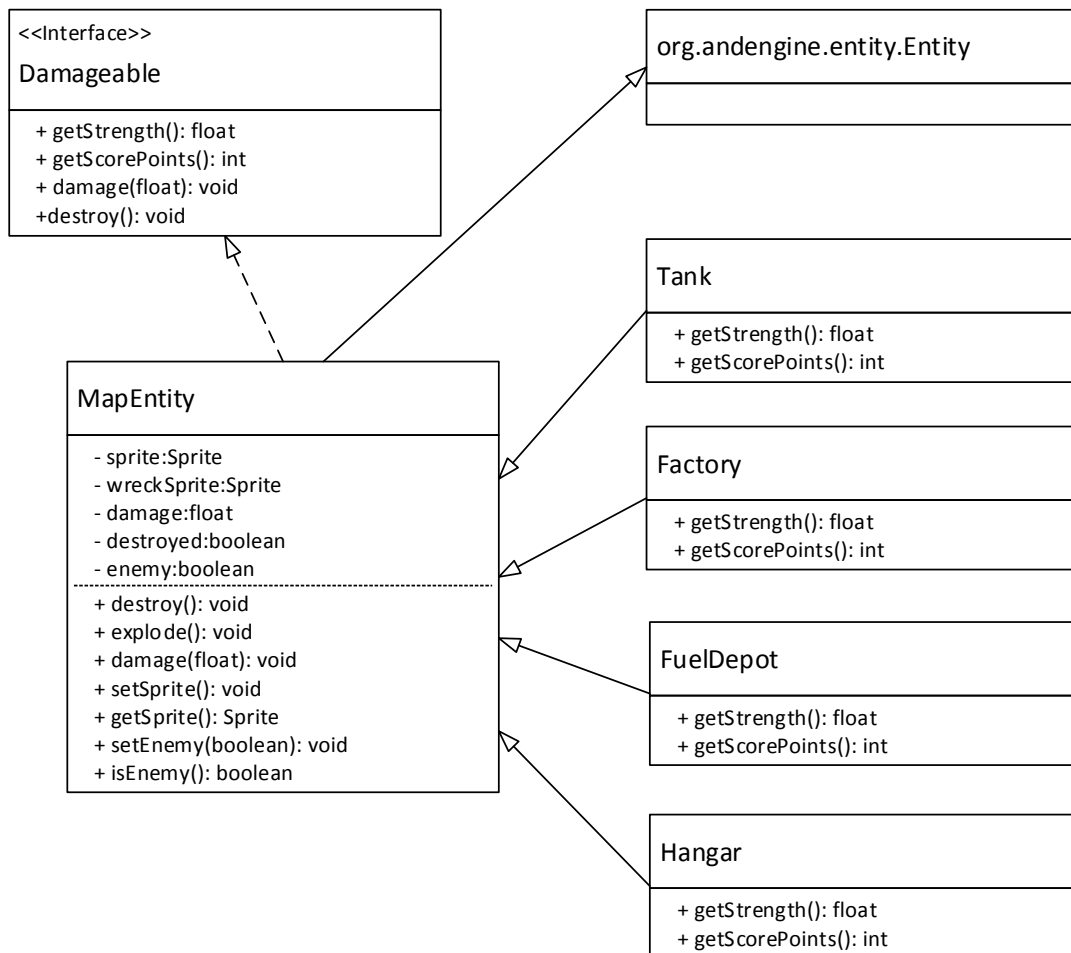 <<Interface>>
Damageable
+ getStrength(): float
+ getScorePoints(): int
+ damage(float): void
+destroy(): void
org.andengine.entity.Entity
MapEntity
- sprite:Sprite
- wreckSprite:Sprite
- damage:float
- destroyed:boolean
- enemy:boolean
+ destroy(): void
+ explode(): void
+ damage(float): void
+ setSprite(): void
+ getSprite(): Sprite
+ setEnemy(boolean): void
+ isEnemy(): boolean
Tank
+ getStrength(): float
+ getScorePoints(): int
Factory
+ getStrength(): float
+ getScorePoints(): int
FuelDepot
+ getStrength(): float
+ getScorePoints(): int
Hangar
+ getStrength(): float
+ getScorePoints(): int